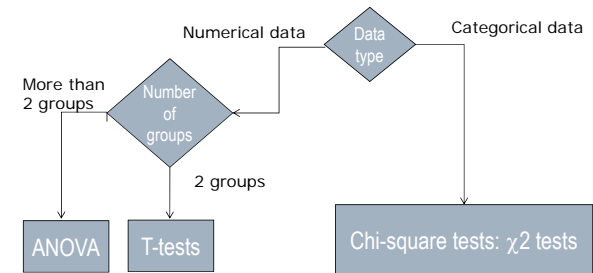 Data
type
Numerical data
Categorical data
Number
of
groups
More than
2 groups
2 groups
ANOVA
T-tests
Chi-square tests: χ2 tests